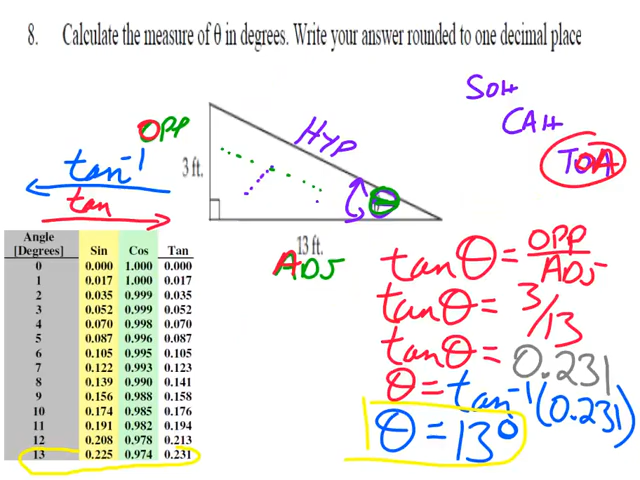 8. Calculate the measure of θ in degrees. Write your answer rounded to one decimal place
SOH
CAH
TOA
OPP
HYP
tan⁻¹
3 ft.
tan
θ
13 ft.
ADJ
Angle [Degrees] Sin Cos Tan
0 0.000 1.000 0.000
1 0.017 1.000 0.017
2 0.035 0.999 0.035
3 0.052 0.999 0.052
4 0.070 0.998 0.070
5 0.087 0.996 0.087
6 0.105 0.995 0.105
7 0.122 0.993 0.123
8 0.139 0.990 0.141
9 0.156 0.988 0.158
10 0.174 0.985 0.176
11 0.191 0.982 0.194
12 0.208 0.978 0.213
13 0.225 0.974 0.231
tanθ = OPP/ADJ
tanθ = 3/13
tanθ = 0.231
θ = tan⁻¹(0.231)
θ = 13°